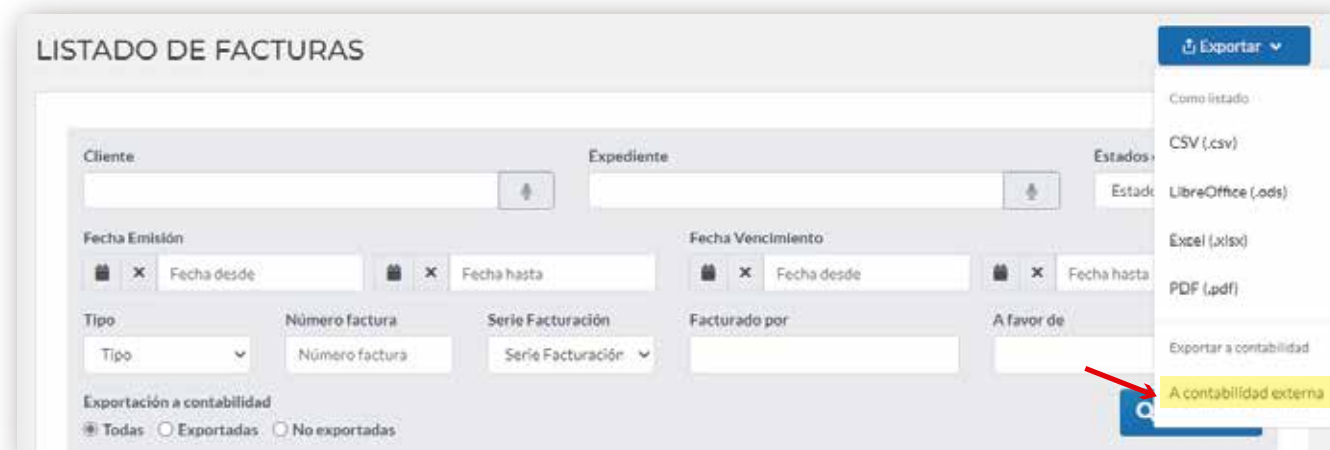 LISTADO DE FACTURAS
Exportar
Como listado
CSV (.csv)
LibreOffice (.ods)
Excel (.xlsx)
PDF (.pdf)
Exportar a contabilidad
A contabilidad externa
Cliente
Expediente
Estados
Fecha Emisión
Fecha Vencimiento
Fecha desde
Fecha hasta
Fecha desde
Fecha hasta
Tipo
Número factura
Serie Facturación
Facturado por
A favor de
Tipo
Número factura
Serie Facturación
Exportación a contabilidad
Todas
Exportadas
No exportadas